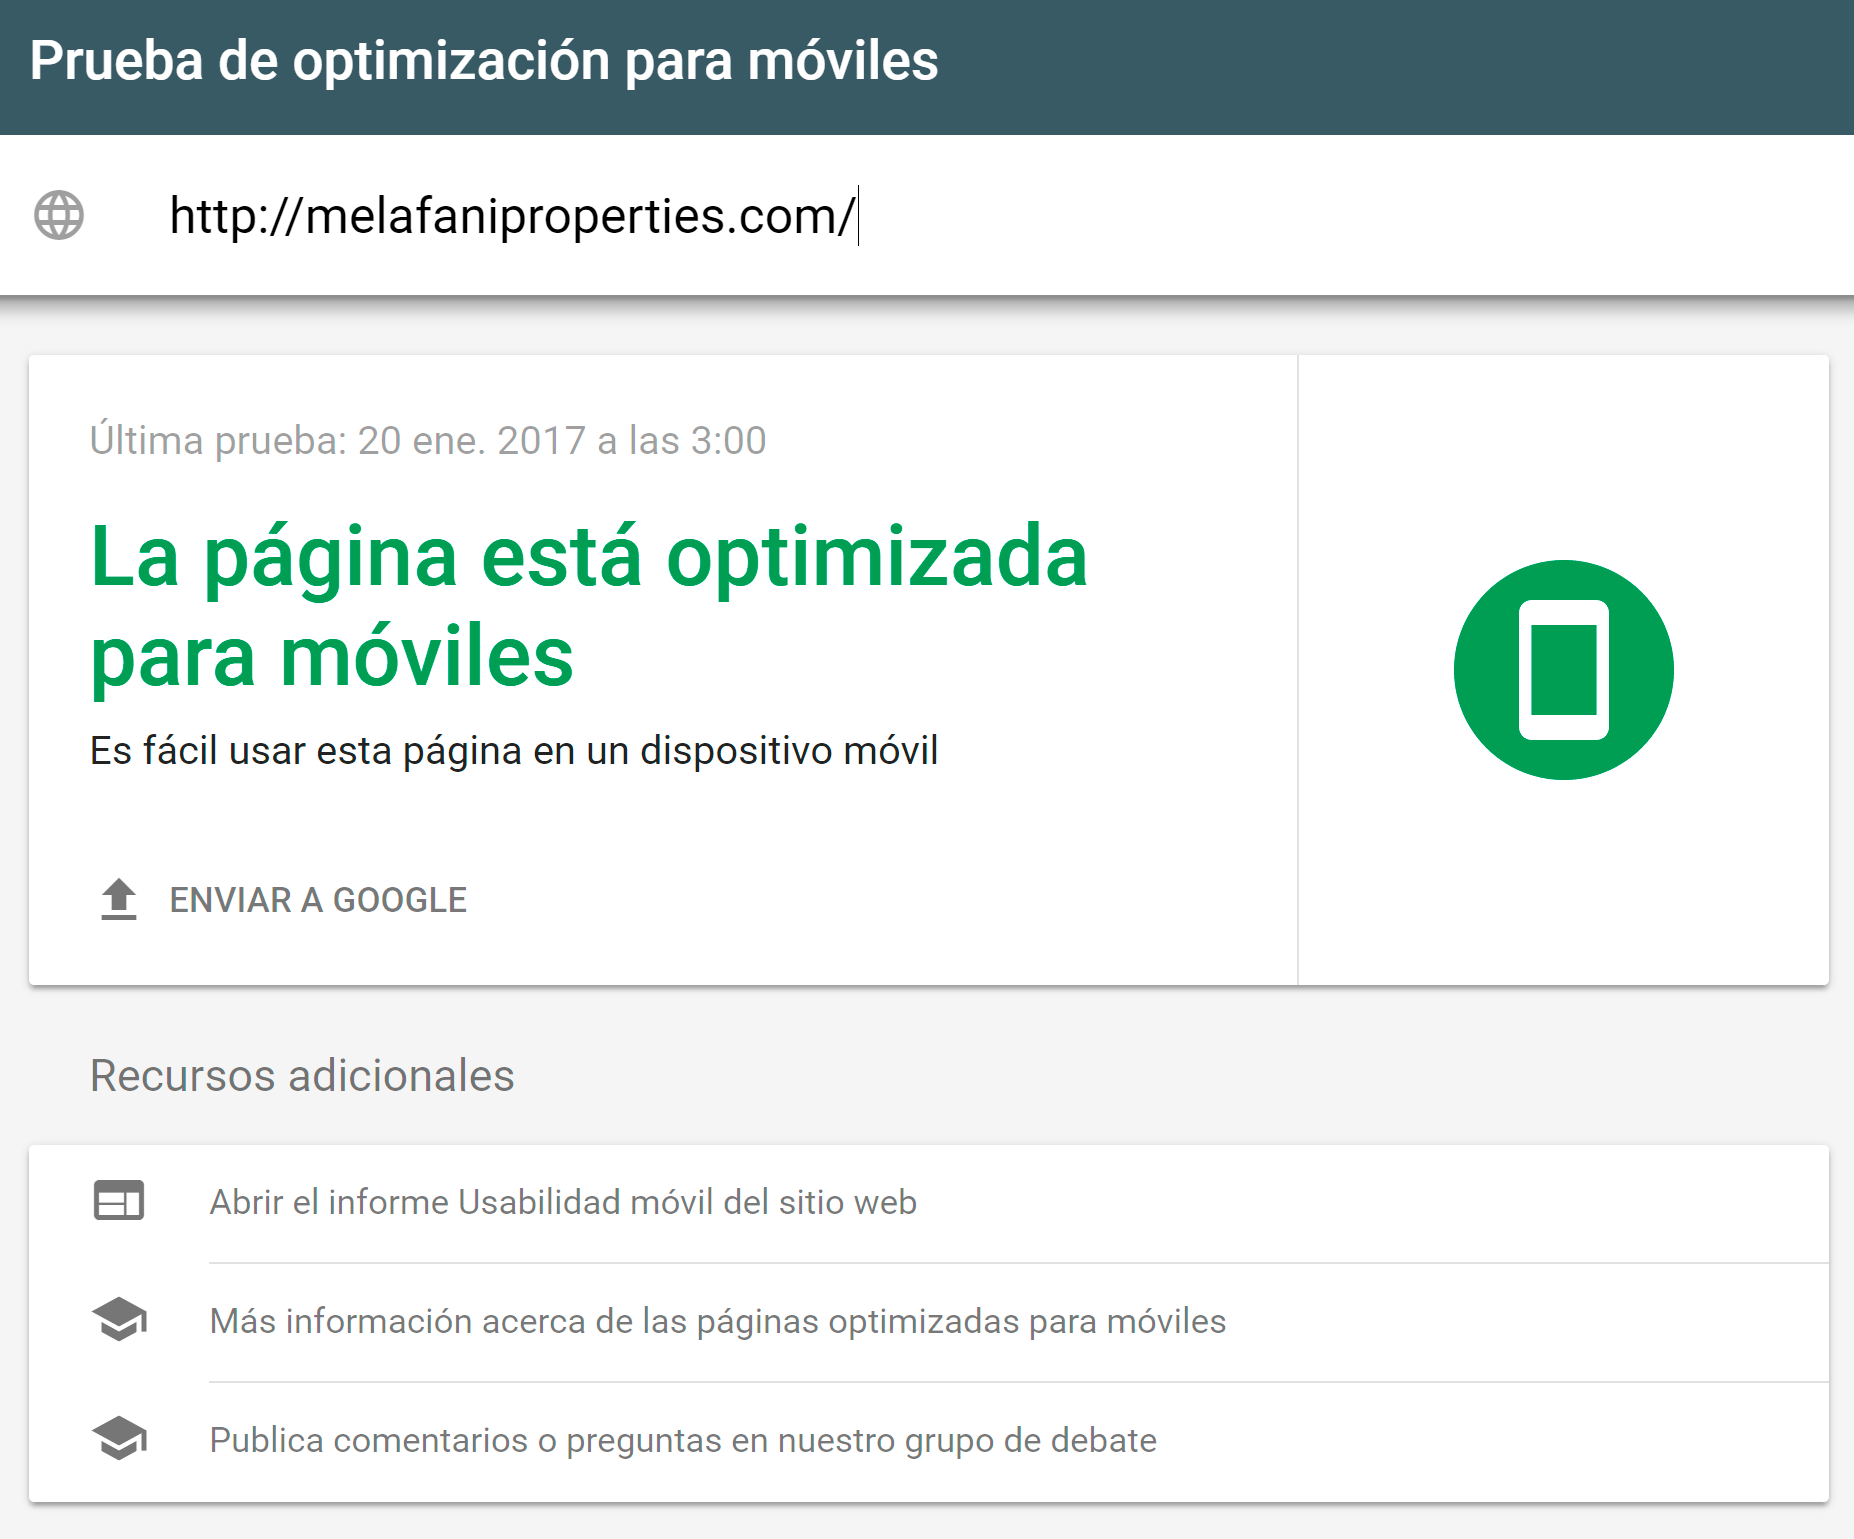 Prueba de optimización para móviles
http://melafaniproperties.com/
Última prueba: 20 ene. 2017 a las 3:00
La página está optimizada
para móviles
Es fácil usar esta página en un dispositivo móvil
ENVIAR A GOOGLE
Recursos adicionales
Abrir el informe Usabilidad móvil del sitio web
Más información acerca de las páginas optimizadas para móviles
Publica comentarios o preguntas en nuestro grupo de debate